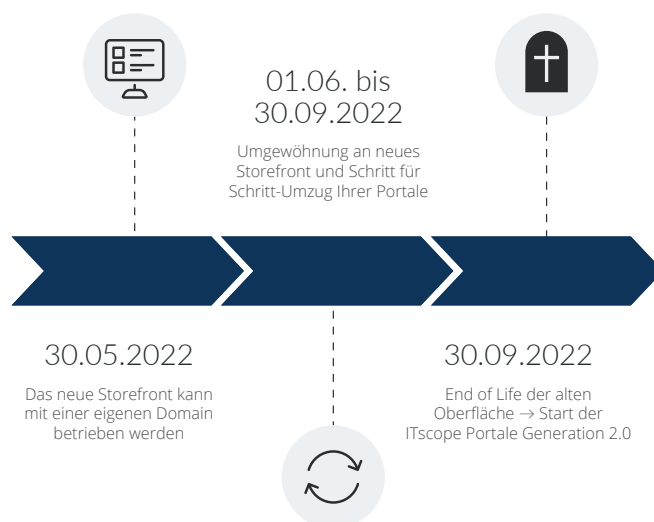 01.06. bis
30.09.2022
Umgewöhnung an neues
Storefront und Schritt für
Schritt-Umzug Ihrer Portale
30.05.2022
Das neue Storefront kann
mit einer eigenen Domain
betrieben werden
30.09.2022
End of Life der alten
Oberfläche → Start der
ITscope Portale Generation 2.0